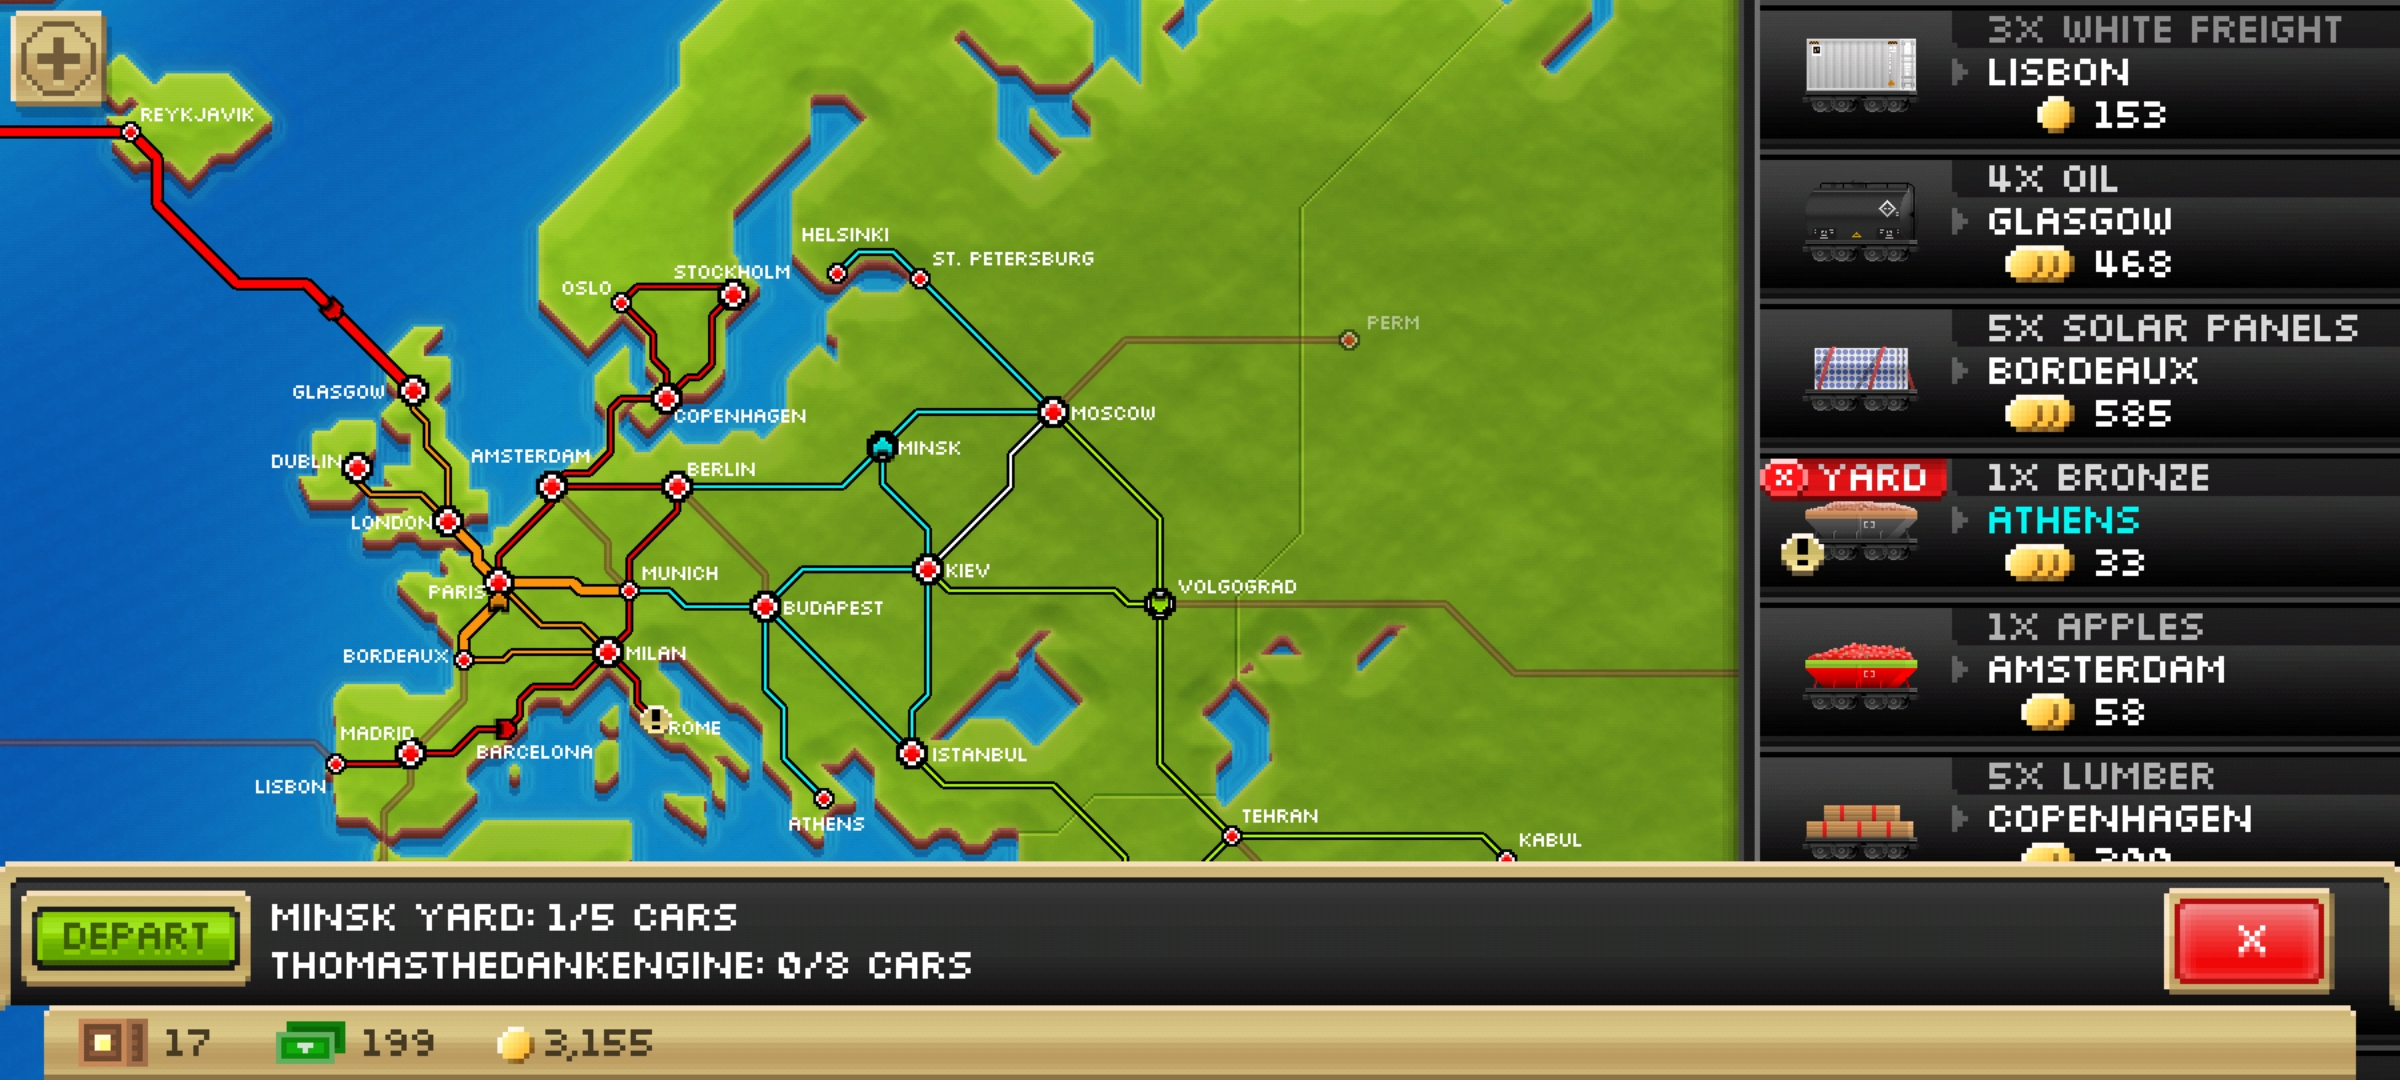 REYKJAVIK
HELSINKI
ST. PETERSBURG
STOCKHOLM
OSLO
PERM
GLASGOW
COPENHAGEN
MOSCOW
MINSK
DUBLIN
AMSTERDAM
BERLIN
LONDON
KIEV
MUNICH
PARIS
VOLGOGRAD
BUDAPEST
BORDEAUX
MILAN
ROME
MADRID
BARCELONA
ISTANBUL
LISBON
ATHENS
TEHRAN
KABUL
3X WHITE FREIGHT
LISBON
153
4X OIL
GLASGOW
468
5X SOLAR PANELS
BORDEAUX
585
YARD
1X BRONZE
ATHENS
33
1X APPLES
AMSTERDAM
58
5X LUMBER
COPENHAGEN
DEPART
MINSK YARD: 1/5 CARS
THOMASTHEDANKENGINE: 0/8 CARS
X
17
199
3,155